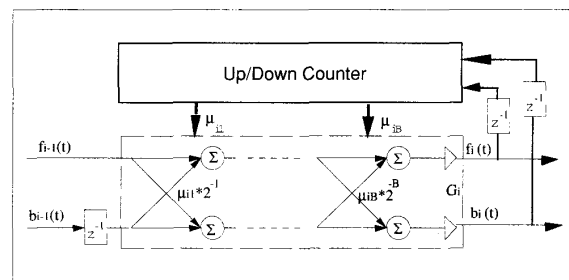 Up/Down Counter
z⁻¹
z⁻¹
μi1
μiB
fi-1(t)
Σ
Σ
fi(t)
μi1*2⁻¹
μiB*2⁻ᴮ
Gi
bi-1(t)
z⁻¹
Σ
Σ
bi(t)